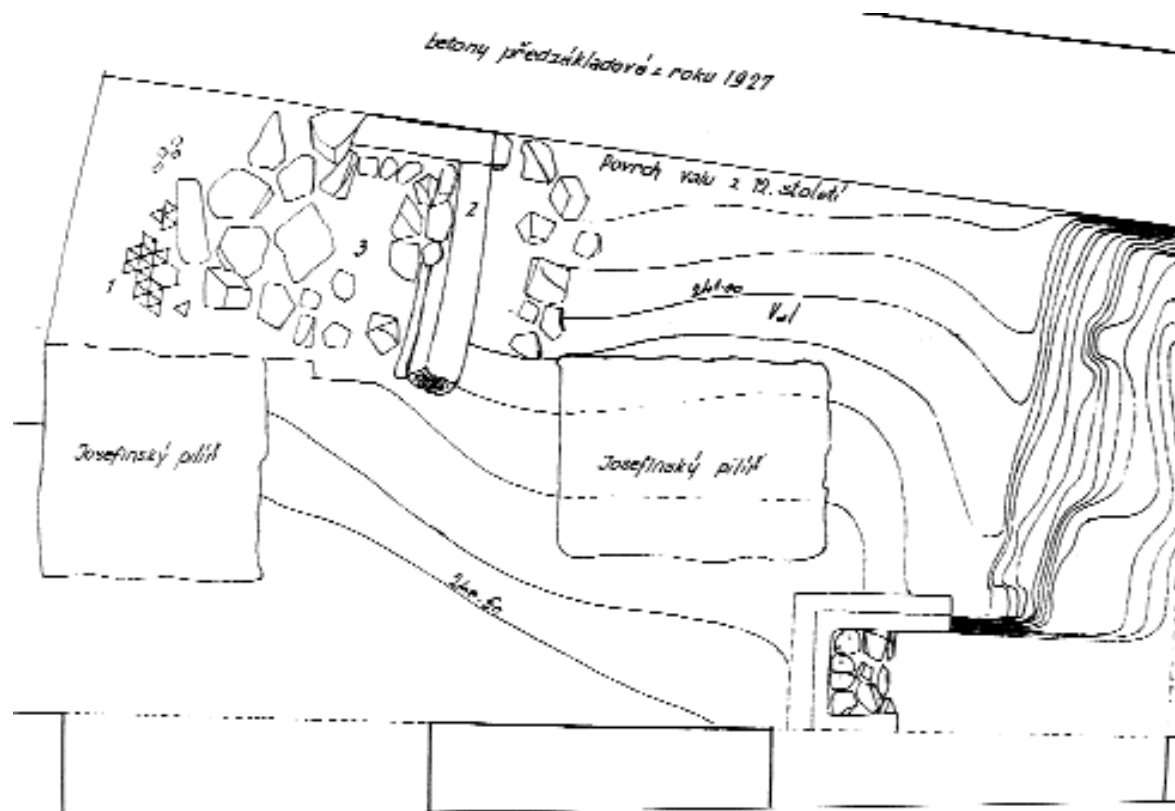 betony předzákladové z roku 1927
Povrch valu z 19. století
2
3
1
Val
Josefinský pilíř
Josefinský pilíř